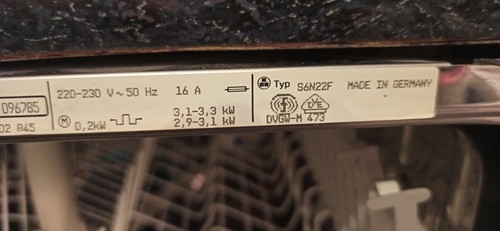 096785
02 A45
220-230 V~50 Hz 16 A
M 0,2kW
3,1-3,3 kW
2,9-3,1 kW
Typ S6N22F MADE IN GERMANY
DVE
DVGW-M 473